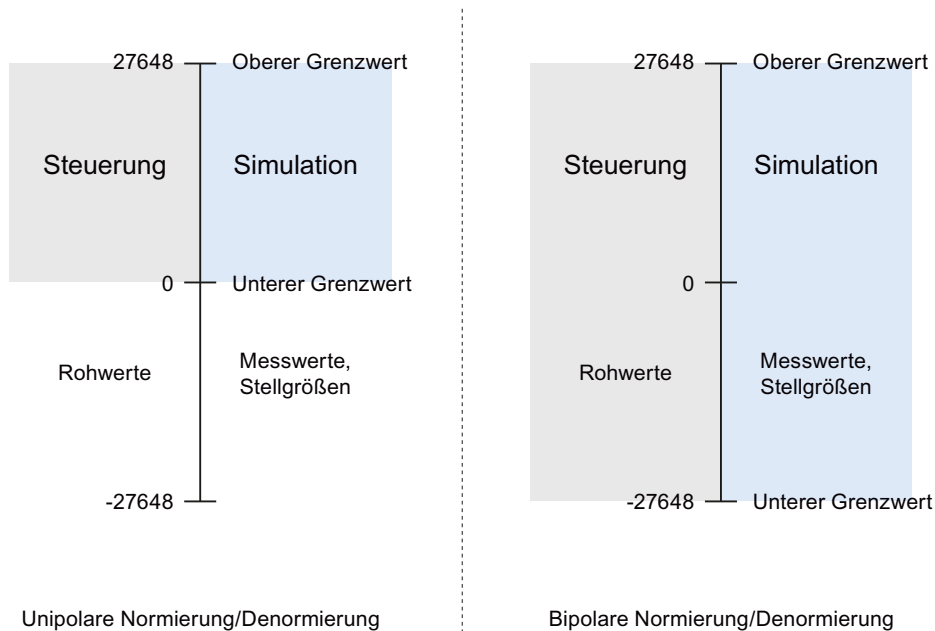 27648 Oberer Grenzwert
Steuerung Simulation
0 Unterer Grenzwert
Rohwerte
Messwerte,
Stellgrößen
-27648
Unipolare Normierung/Denormierung
27648 Oberer Grenzwert
Steuerung Simulation
0
Rohwerte
Messwerte,
Stellgrößen
-27648 Unterer Grenzwert
Bipolare Normierung/Denormierung